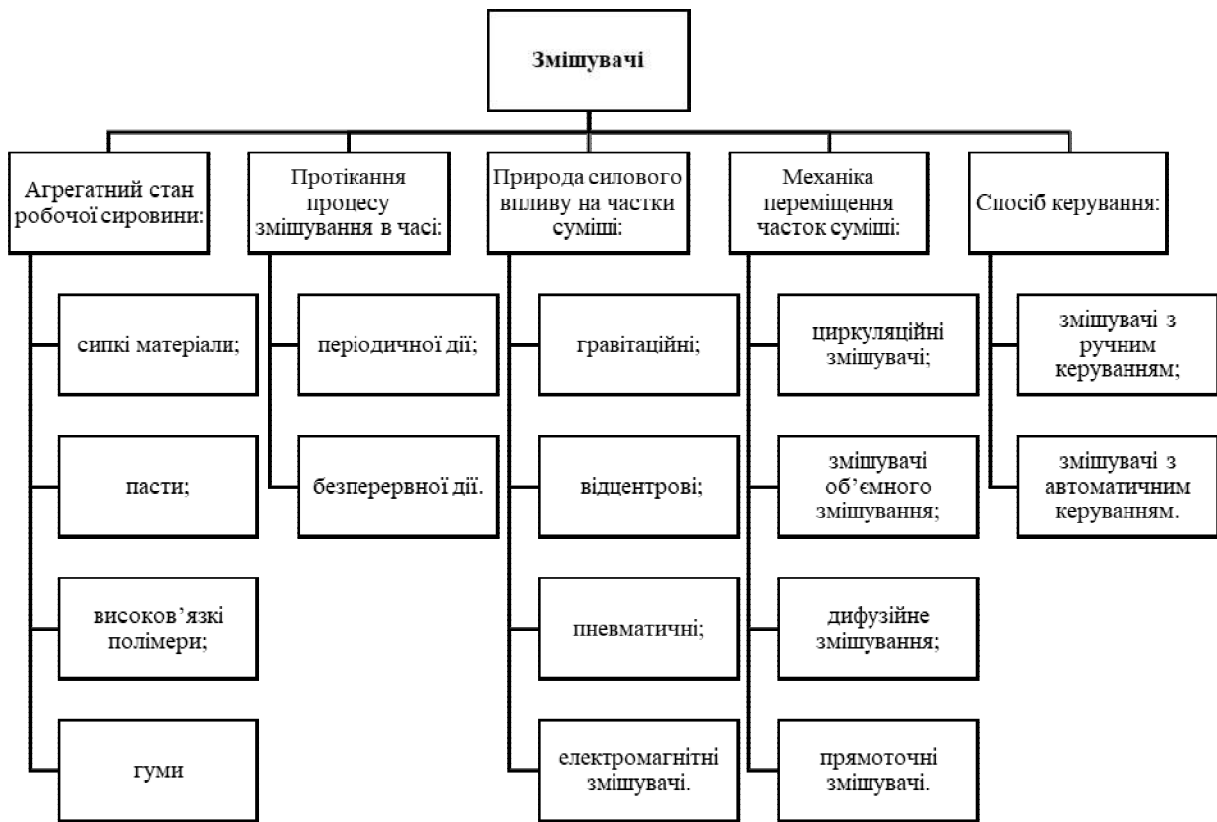 Змішувачі
Агрегатний стан
робочої сировини:
сипкі матеріали;
пасти;
високов’язкі
полімери;
гуми
Протікання
процесу
змішування в часі:
періодичної дії;
безперервної дії.
Природа силового
впливу на частки
суміші:
гравітаційні;
відцентрові;
пневматичні;
електромагнітні
змішувачі.
Механіка
переміщення
часток суміші:
циркуляційні
змішувачі;
змішувачі
об’ємного
змішування;
дифузійне
змішування;
прямоточні
змішувачі.
Спосіб керування:
змішувачі з
ручним
керуванням;
змішувачі з
автоматичним
керуванням.